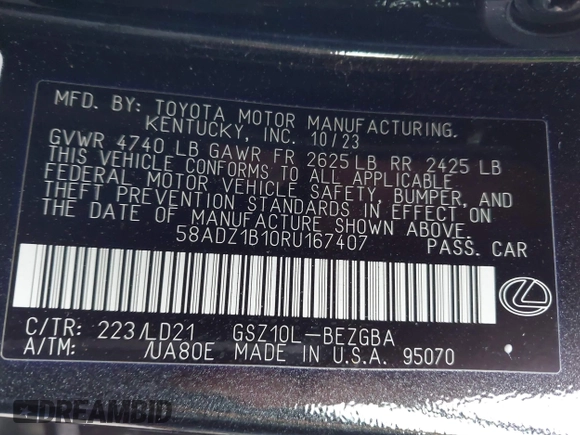 MFD. BY: TOYOTA MOTOR MANUFACTURING.
KENTUCKY, INC. 10/23
GVWR 4740 LB GAWR FR 2625 LB RR 2425 LB
THIS VEHICLE CONFORMS TO ALL APPLICABLE
FEDERAL MOTOR VEHICLE SAFETY, BUMPER, AND
THEFT PREVENTION STANDARDS IN EFFECT ON
THE DATE OF MANUFACTURE SHOWN ABOVE.
58ADZ1B10RU167407 PASS. CAR
C/TR: 223/LD21 GSZ10L-BEZGBA
A/TM: /UA80E MADE IN U.S.A. 95070
DREAMBID